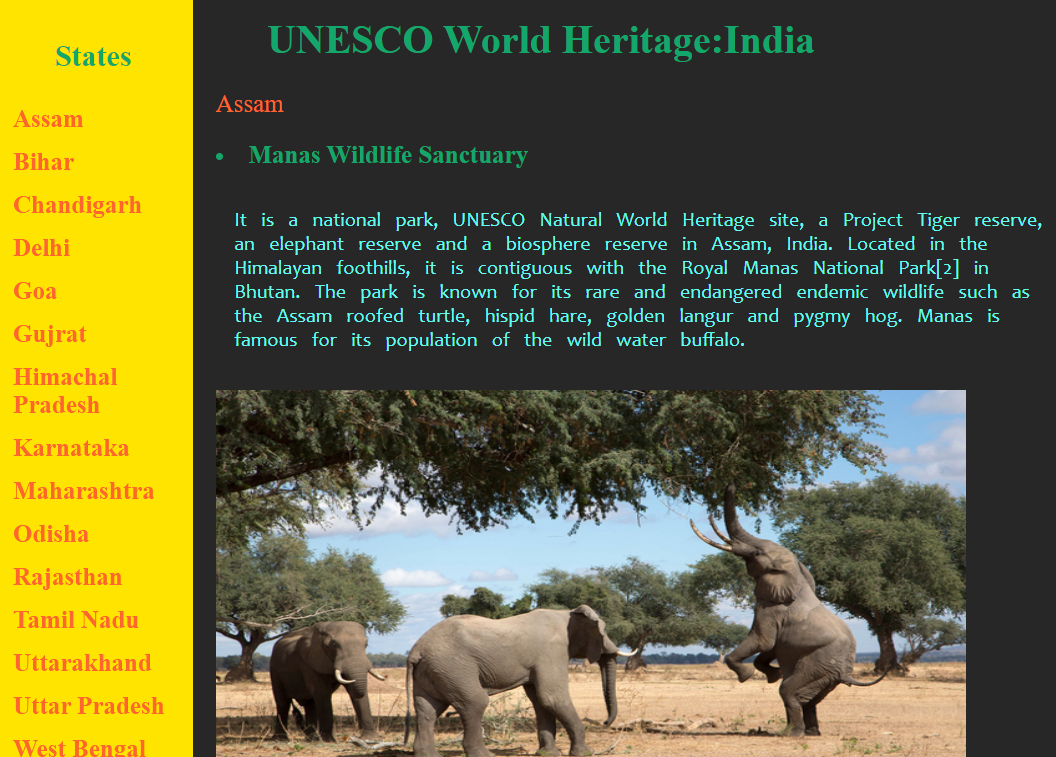 States
Assam
Bihar
Chandigarh
Delhi
Goa
Gujrat
Himachal
Pradesh
Karnataka
Maharashtra
Odisha
Rajasthan
Tamil Nadu
Uttarakhand
Uttar Pradesh
West Bengal
UNESCO World Heritage:India
Assam
• Manas Wildlife Sanctuary
It is a national park, UNESCO Natural World Heritage site, a Project Tiger reserve,
an elephant reserve and a biosphere reserve in Assam, India. Located in the
Himalayan foothills, it is contiguous with the Royal Manas National Park[2] in
Bhutan. The park is known for its rare and endangered endemic wildlife such as
the Assam roofed turtle, hispid hare, golden langur and pygmy hog. Manas is
famous for its population of the wild water buffalo.